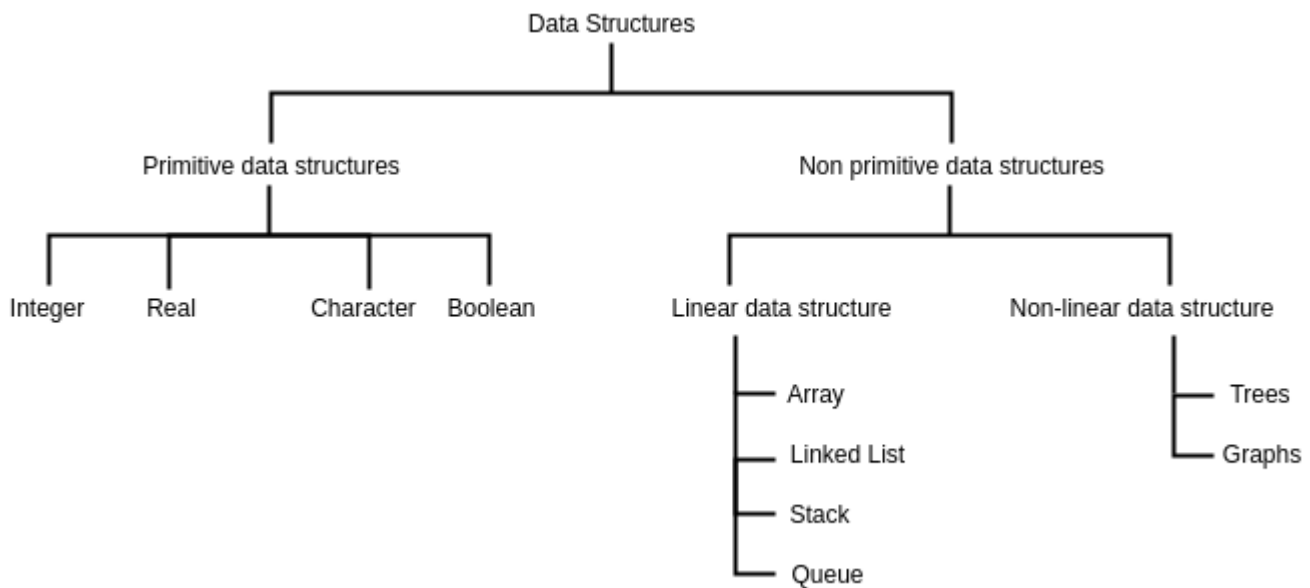 Data Structures
Primitive data structures
Non primitive data structures
Integer
Real
Character
Boolean
Linear data structure
Non-linear data structure
Array
Trees
Linked List
Graphs
Stack
Queue